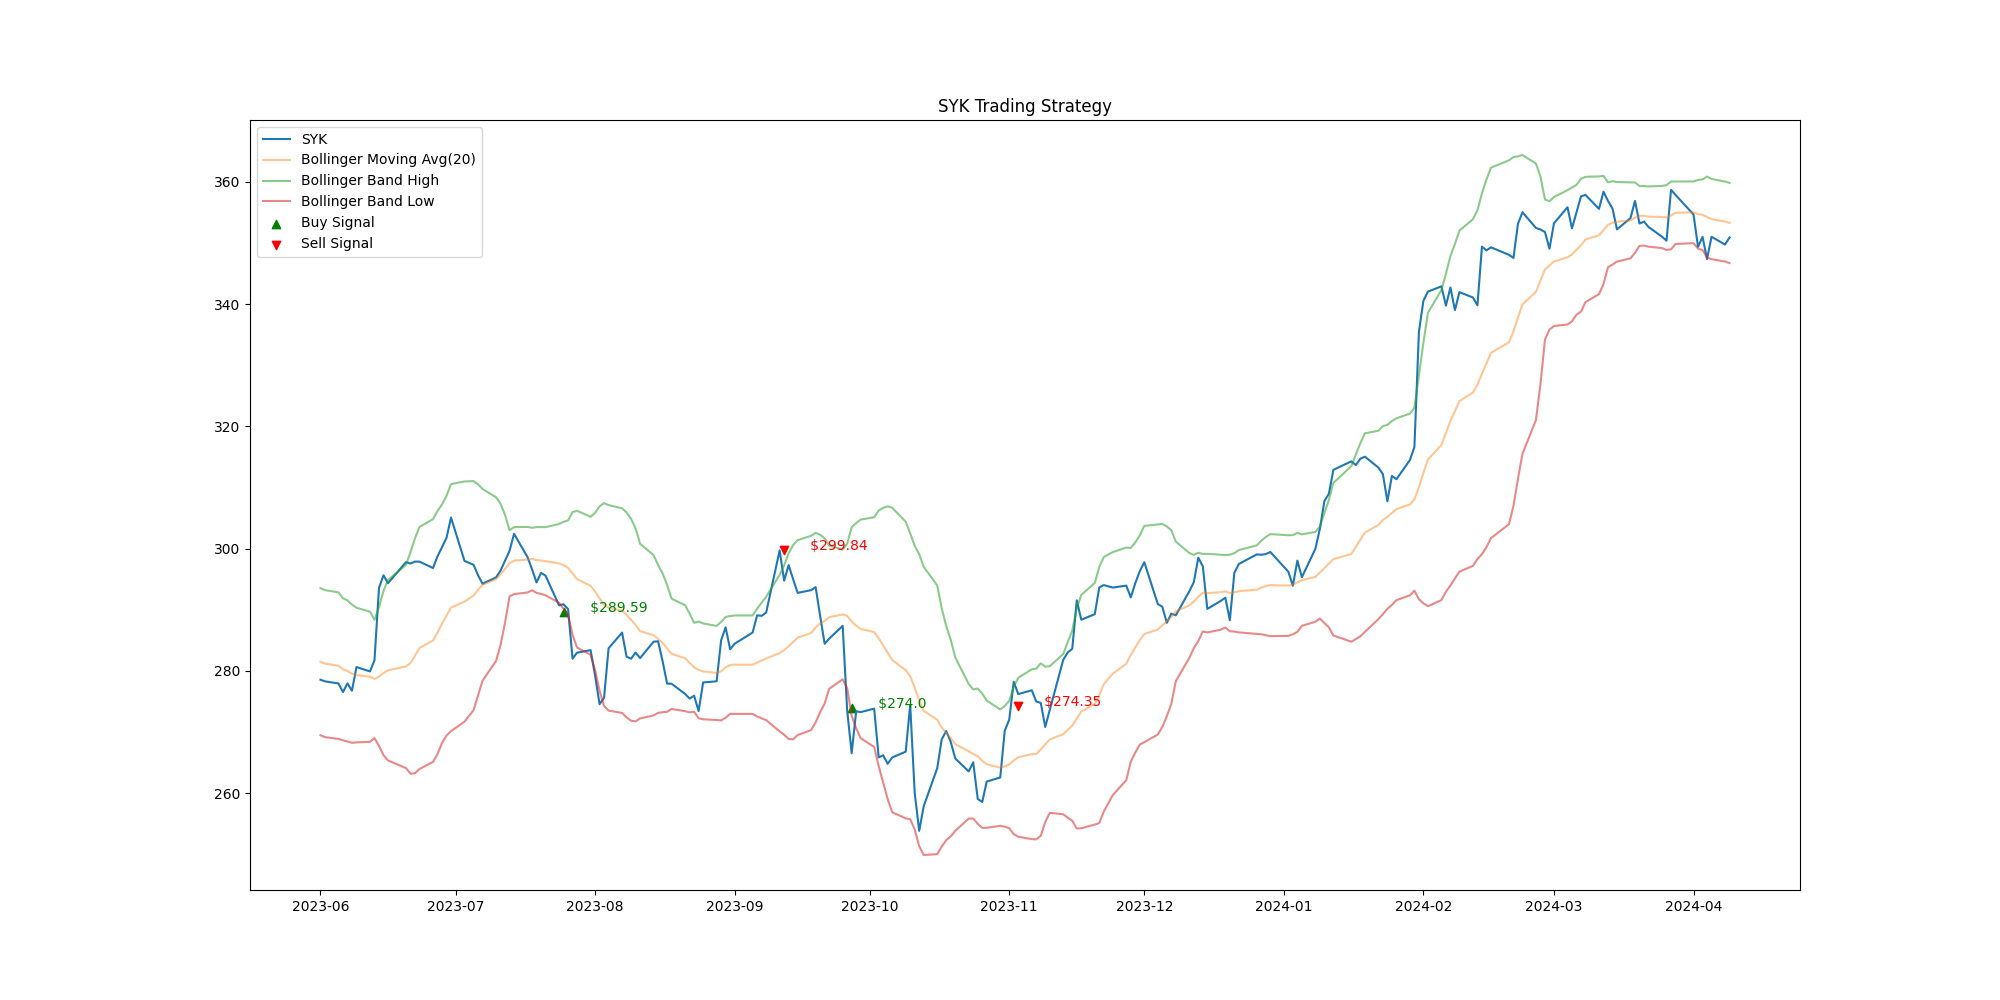 SYK Trading Strategy
SYK
Bollinger Moving Avg(20)
Bollinger Band High
Bollinger Band Low
Buy Signal
Sell Signal
360
340
320
300
280
260
$299.84
$289.59
$274.0
$274.35
2023-06 2023-07 2023-08 2023-09 2023-10 2023-11 2023-12 2024-01 2024-02 2024-03 2024-04